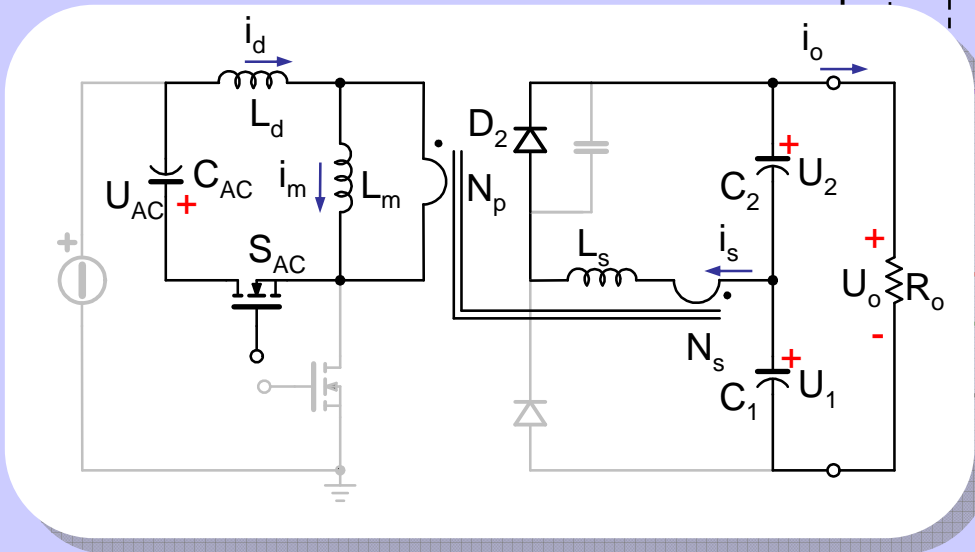 i_d
i_o
L_d
D_2
+
U_AC
C_AC
+
i_m
L_m
N_p
C_2
+
U_2
S_AC
L_s
i_s
+
U_o
R_o
-
N_s
C_1
+
U_1